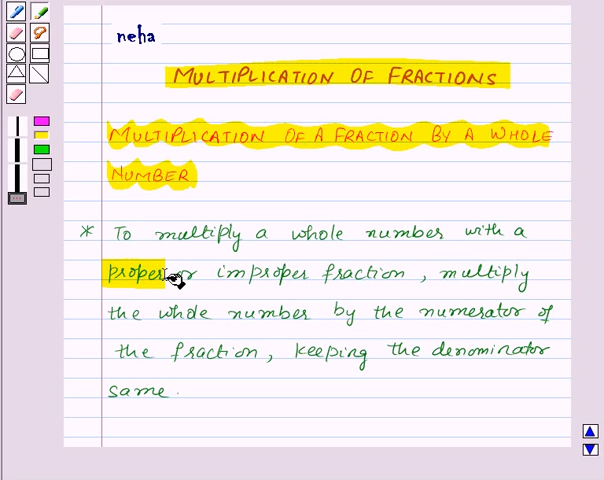 neha
MULTIPLICATION OF FRACTIONS
MULTIPLICATION OF A FRACTION BY A WHOLE
NUMBER
* To multiply a whole number with a
proper or improper fraction, multiply
the whole number by the numerator of
the fraction, keeping the denominator
same.